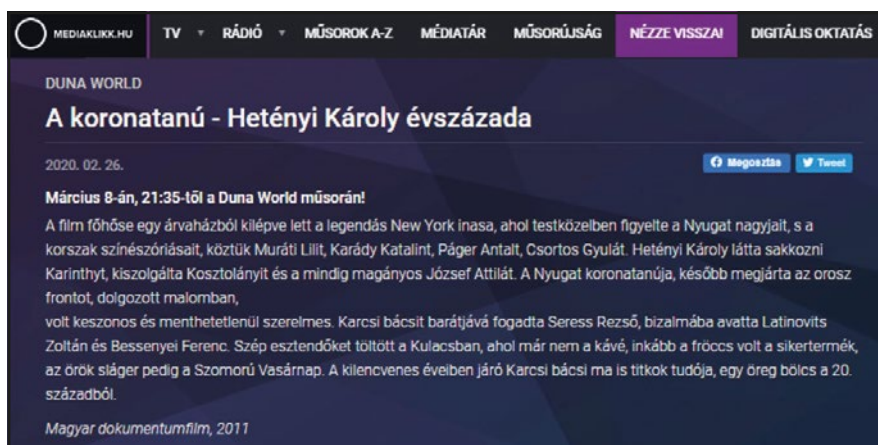 MEDIAKLIKK.HU TV RÁDIÓ MŰSOROK A-Z MÉDIATÁR MŰSORÚJSÁG NÉZZE VISSZA! DIGITÁLIS OKTATÁS
DUNA WORLD
A koronatanú - Hetényi Károly évszázada
2020. 02. 26. Megosztás Tweet
Március 8-án, 21:35-től a Duna World műsorán!
A film főhőse egy árvaházból kilépve lett a legendás New York inasa, ahol testközelben figyelte a Nyugat nagyjait, s a
korszak színészóriásait, köztük Muráti Lilit, Karády Katalint, Páger Antalt, Csortos Gyulát. Hetényi Károly látta sakkozni
Karinthyt, kiszolgálta Kosztolányit és a mindig magányos József Attilát. A Nyugat koronatanúja, később megjárta az orosz
frontot, dolgozott malomban,
volt keszonos és menthetetlenül szerelmes. Karcsi bácsit barátjává fogadta Seress Rezső, bizalmába avatta Latinovits
Zoltán és Bessenyei Ferenc. Szép esztendőket töltött a Kulacsban, ahol már nem a kávé, inkább a fröccs volt a sikertermék,
az örök sláger pedig a Szomorú Vasárnap. A kilencvenes éveiben járó Karcsi bácsi ma is titkok tudója, egy öreg bölcs a 20.
századból.
Magyar dokumentumfilm, 2011